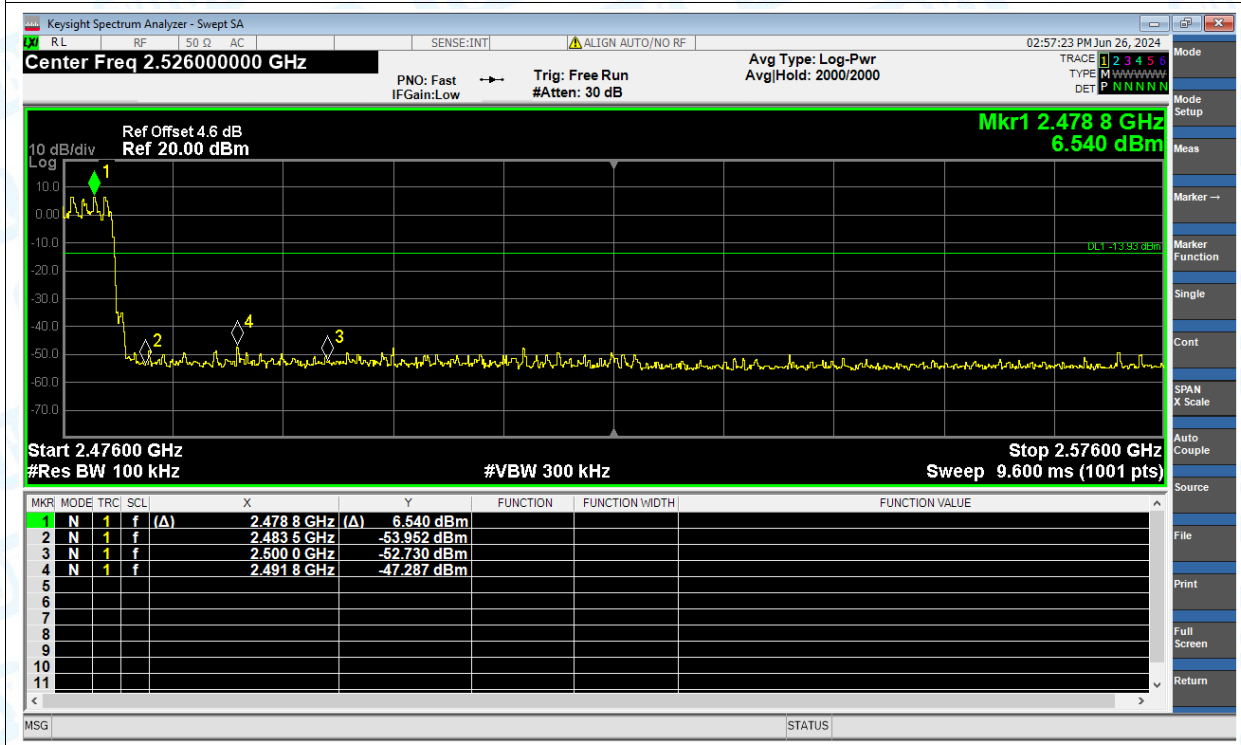 Keysight Spectrum Analyzer - Swept SA
LXI RL RF 50 Ω AC SENSE:INT ALIGN AUTO/NO RF 02:57:23 PM Jun 26, 2024
Center Freq 2.526000000 GHz
PNO: Fast
IFGain:Low
Trig: Free Run
#Atten: 30 dB
Avg Type: Log-Pwr
Avg|Hold: 2000/2000
TRACE 1 2 3 4 5 6
TYPE M WWWWW
DET P N N N N N
Mkr1 2.478 8 GHz
6.540 dBm
Ref Offset 4.6 dB
10 dB/div Ref 20.00 dBm
Log
1
10.0
0.00
-10.0
DL1 -13.93 dBm
-20.0
-30.0
-40.0
2 4 3
-50.0
-60.0
-70.0
Start 2.47600 GHz Stop 2.57600 GHz
#Res BW 100 kHz #VBW 300 kHz Sweep 9.600 ms (1001 pts)
MKR MODE TRC SCL X Y FUNCTION FUNCTION WIDTH FUNCTION VALUE
1 N 1 f (Δ) 2.478 8 GHz (Δ) 6.540 dBm
2 N 1 f 2.483 5 GHz -53.952 dBm
3 N 1 f 2.500 0 GHz -52.730 dBm
4 N 1 f 2.491 8 GHz -47.287 dBm
5
6
7
8
9
10
11
MSG STATUS
Mode
Mode
Setup
Meas
Marker →
Marker
Function
Single
Cont
SPAN
X Scale
Auto
Couple
Source
File
Print
Full
Screen
Return